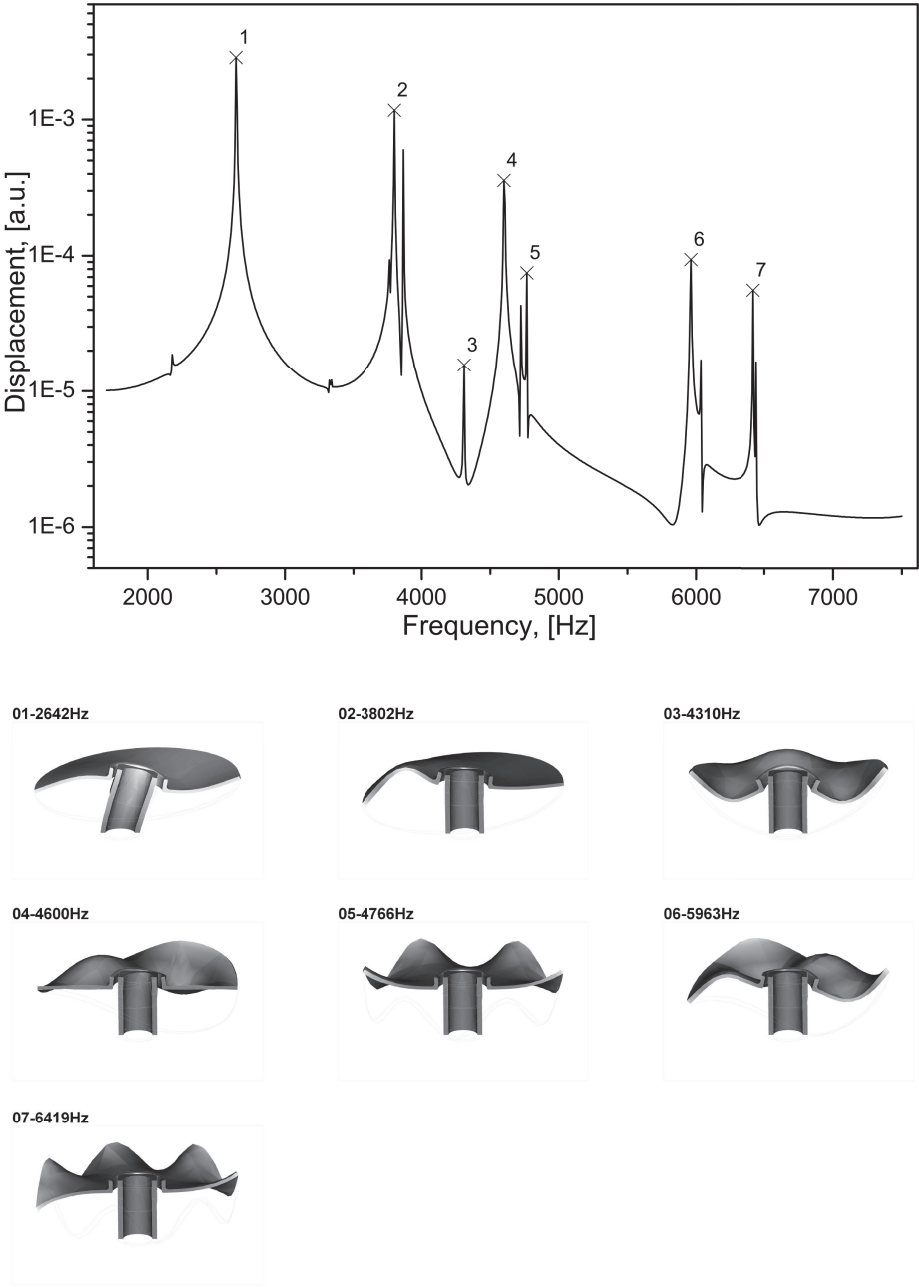 1
2
3
4
5
6
7
1E-3
1E-4
1E-5
1E-6
Displacement, [a.u.]
2000 3000 4000 5000 6000 7000
Frequency, [Hz]
01-2642Hz 02-3802Hz 03-4310Hz
04-4600Hz 05-4766Hz 06-5963Hz
07-6419Hz